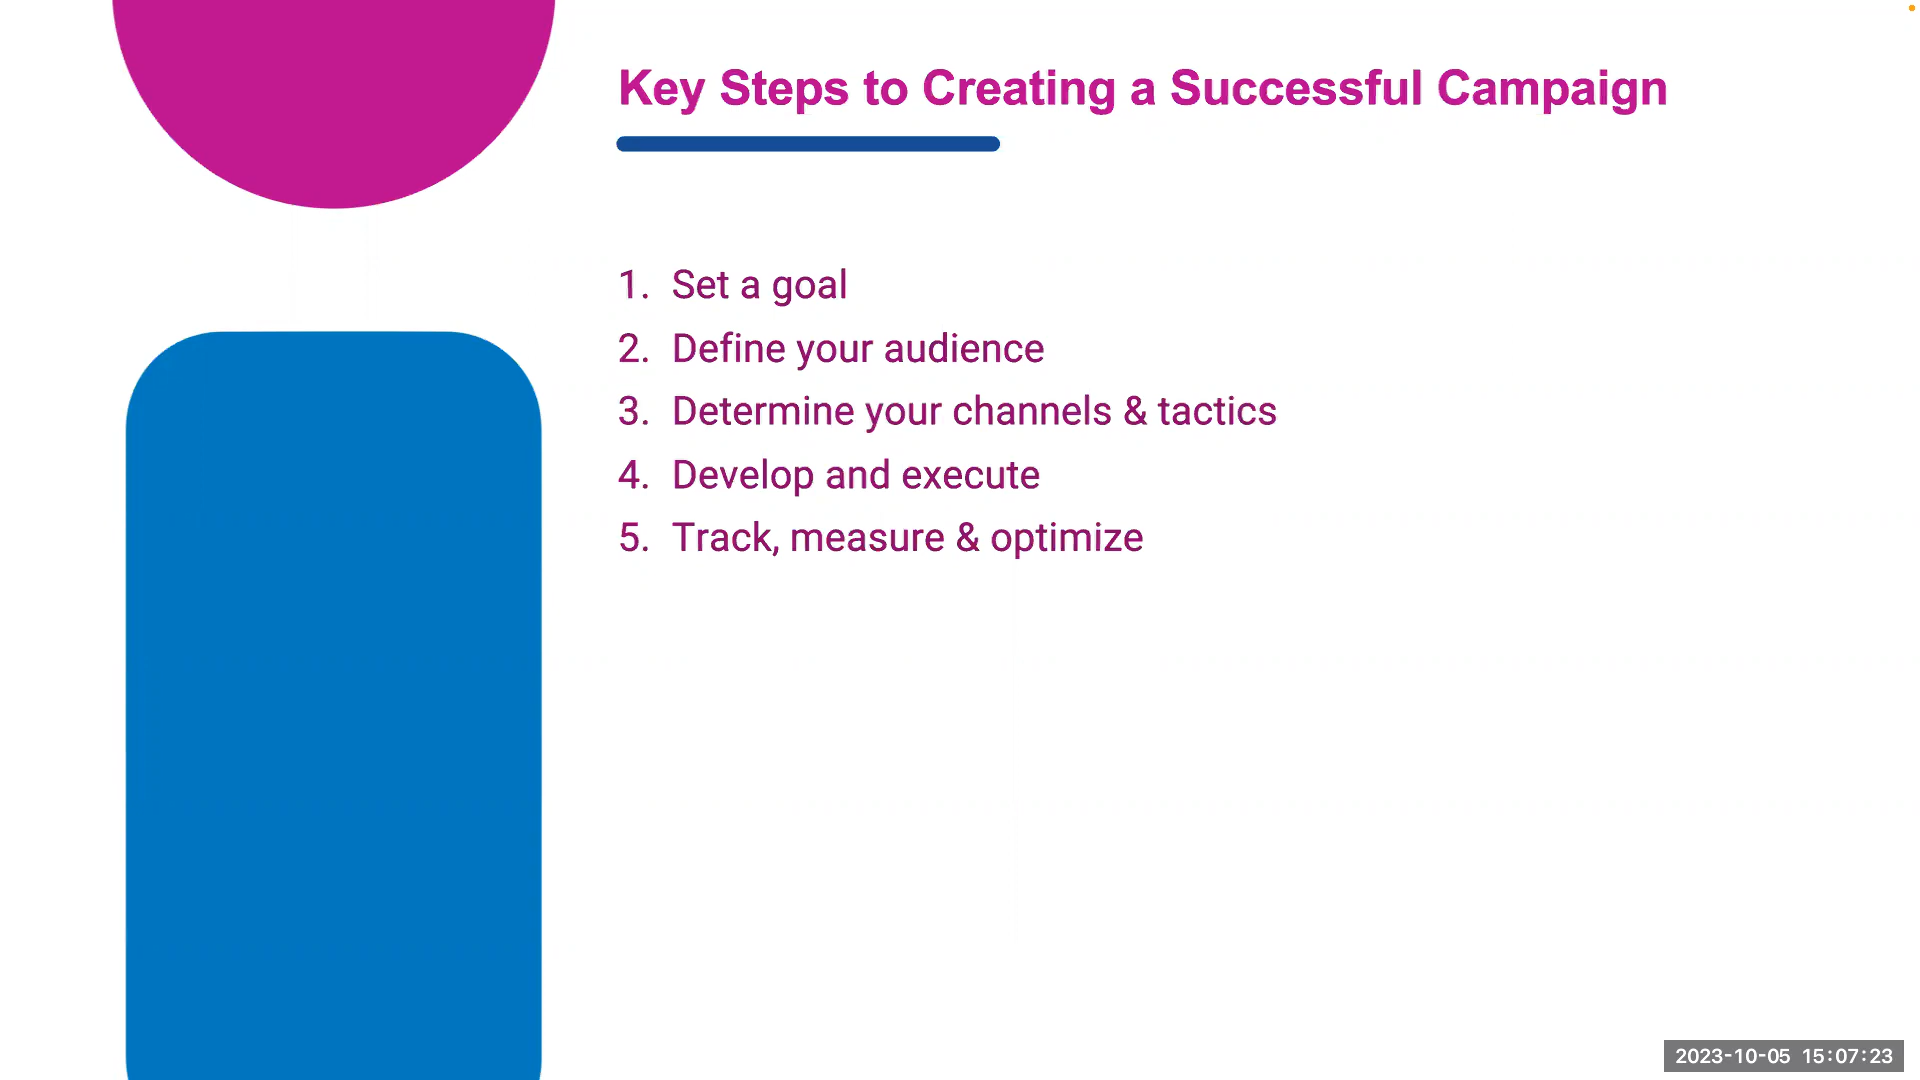 Key Steps to Creating a Successful Campaign
1. Set a goal
2. Define your audience
3. Determine your channels & tactics
4. Develop and execute
5. Track, measure & optimize
2023-10-05 15:07:23